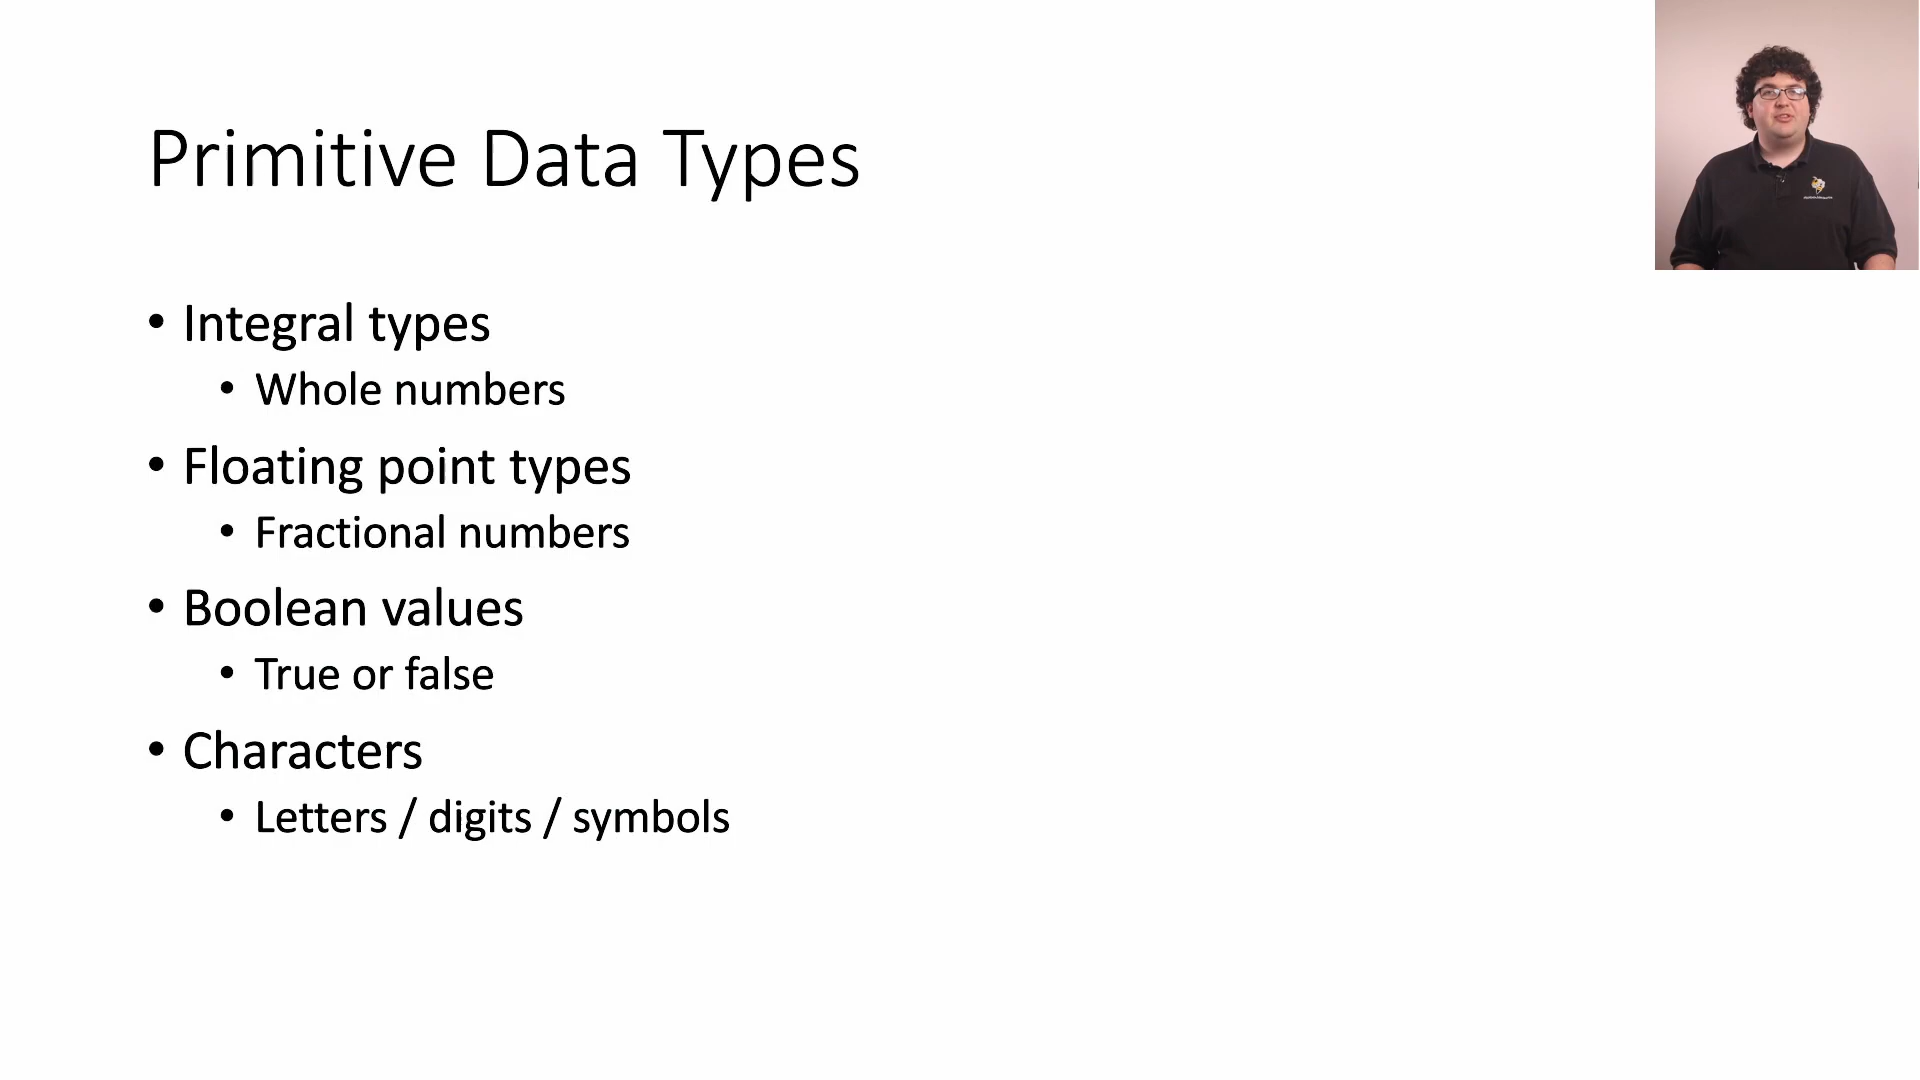 Primitive Data Types
• Integral types
• Whole numbers
• Floating point types
• Fractional numbers
• Boolean values
• True or false
• Characters
• Letters / digits / symbols